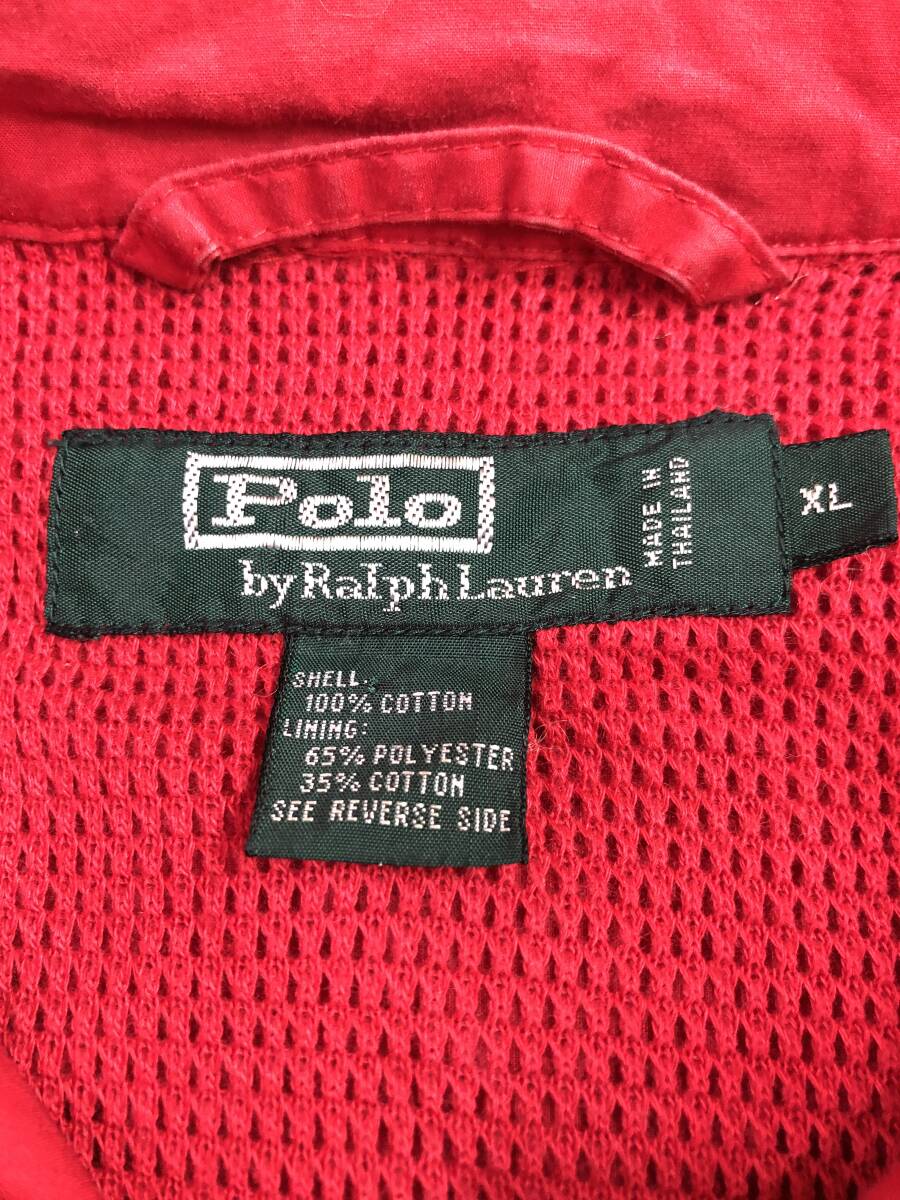 Polo
by Ralph Lauren
MADE IN
THAILAND
XL
SHELL:
100% COTTON
LINING:
65% POLYESTER
35% COTTON
SEE REVERSE SIDE